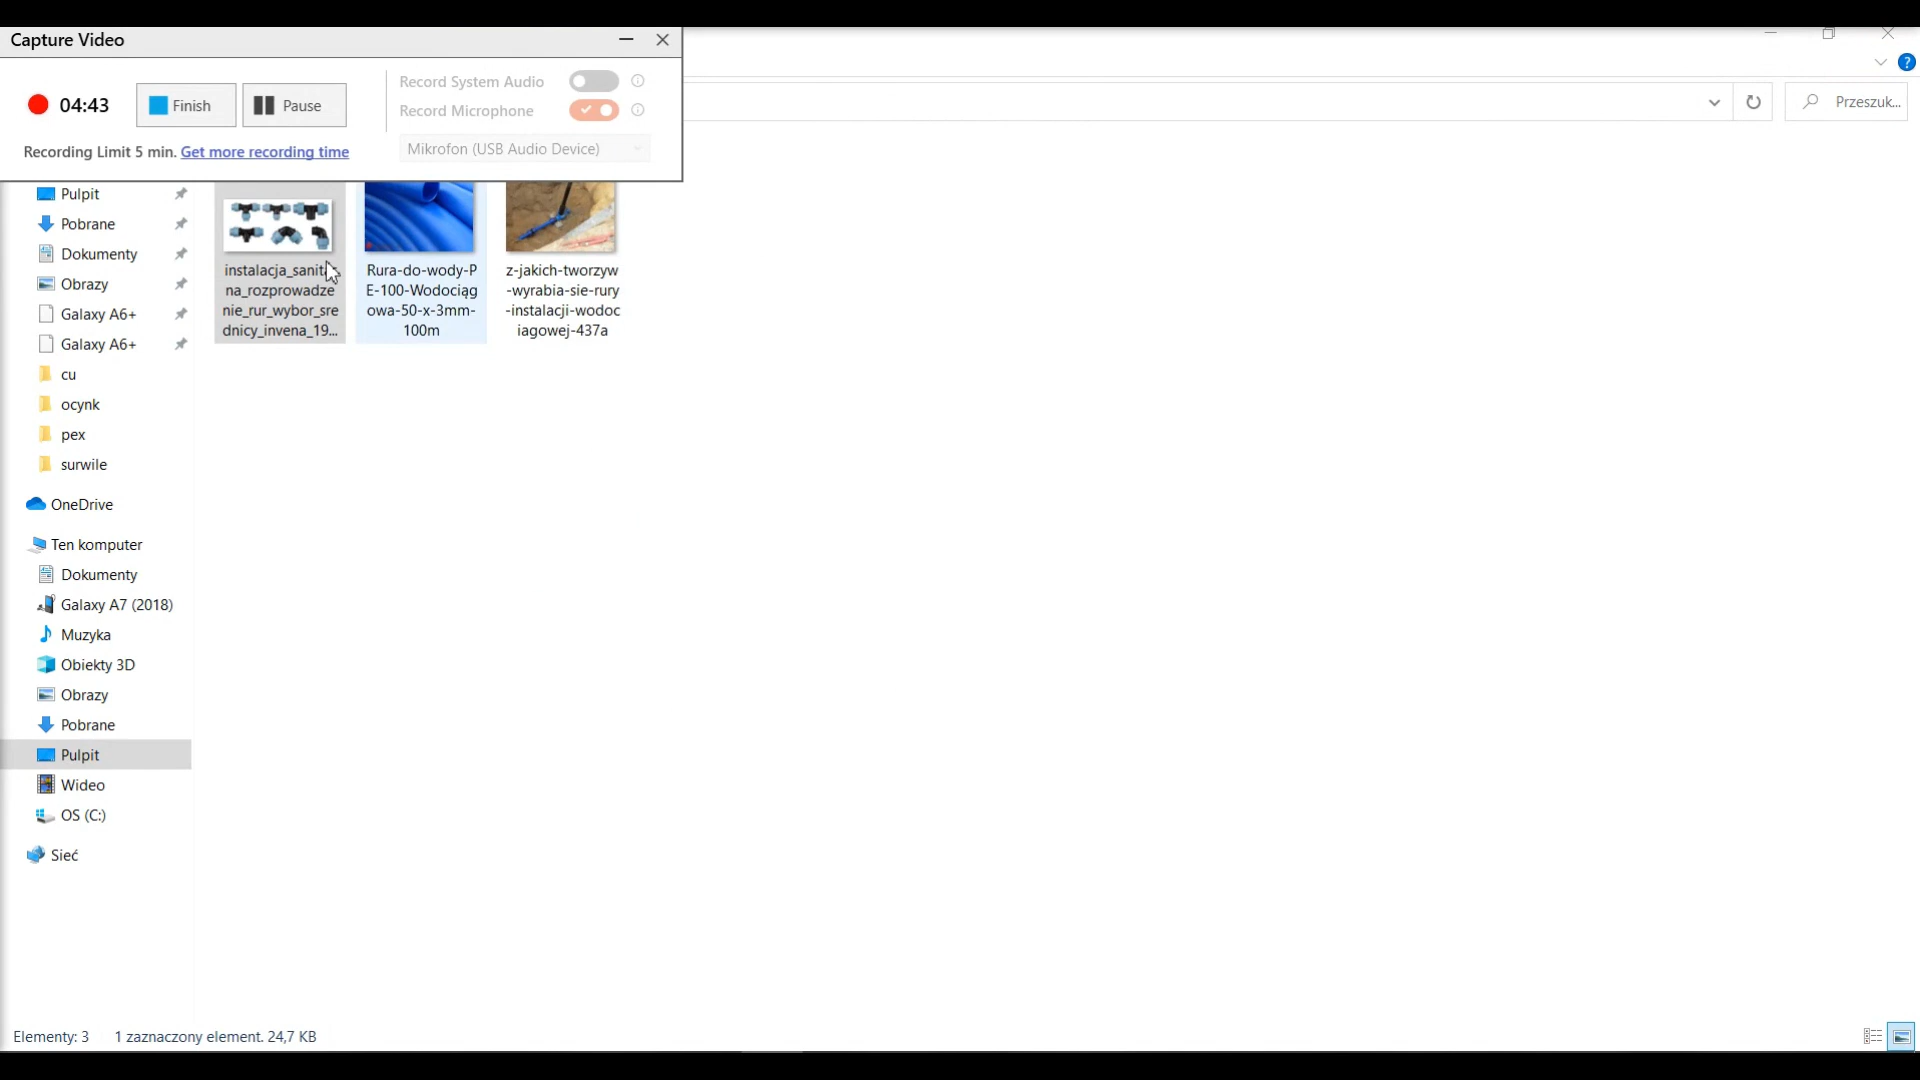 Capture Video
04:43
Finish
Pause
Record System Audio
Record Microphone
Mikrofon (USB Audio Device)
Recording Limit 5 min. Get more recording time
Przeszuk...
Pulpit
Pobrane
Dokumenty
Obrazy
Galaxy A6+
Galaxy A6+
cu
ocynk
pex
surwile
OneDrive
Ten komputer
Dokumenty
Galaxy A7 (2018)
Muzyka
Obiekty 3D
Obrazy
Pobrane
Pulpit
Wideo
OS (C:)
Sieć
instalacja_sanitar
na_rozprowadze
nie_rur_wybor_sre
dnicy_invena_19...
Rura-do-wody-P
E-100-Wodociąg
owa-50-x-3mm-
100m
z-jakich-tworzyw
-wyrabia-sie-rury
-instalacji-wodoc
iagowej-437a
Elementy: 3
1 zaznaczony element. 24,7 KB